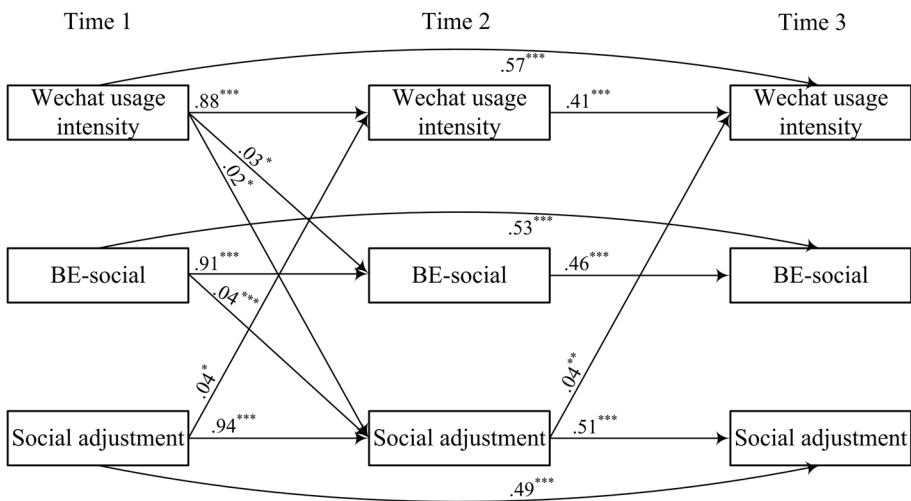 Time 1
Time 2
Time 3
.57***
Wechat usage
intensity
.88***
Wechat usage
intensity
.41***
Wechat usage
intensity
.03*
.02*
.53***
BE-social
.91***
BE-social
.46***
BE-social
.04***
.04*
.04**
Social adjustment
.94***
Social adjustment
.51***
Social adjustment
.49***